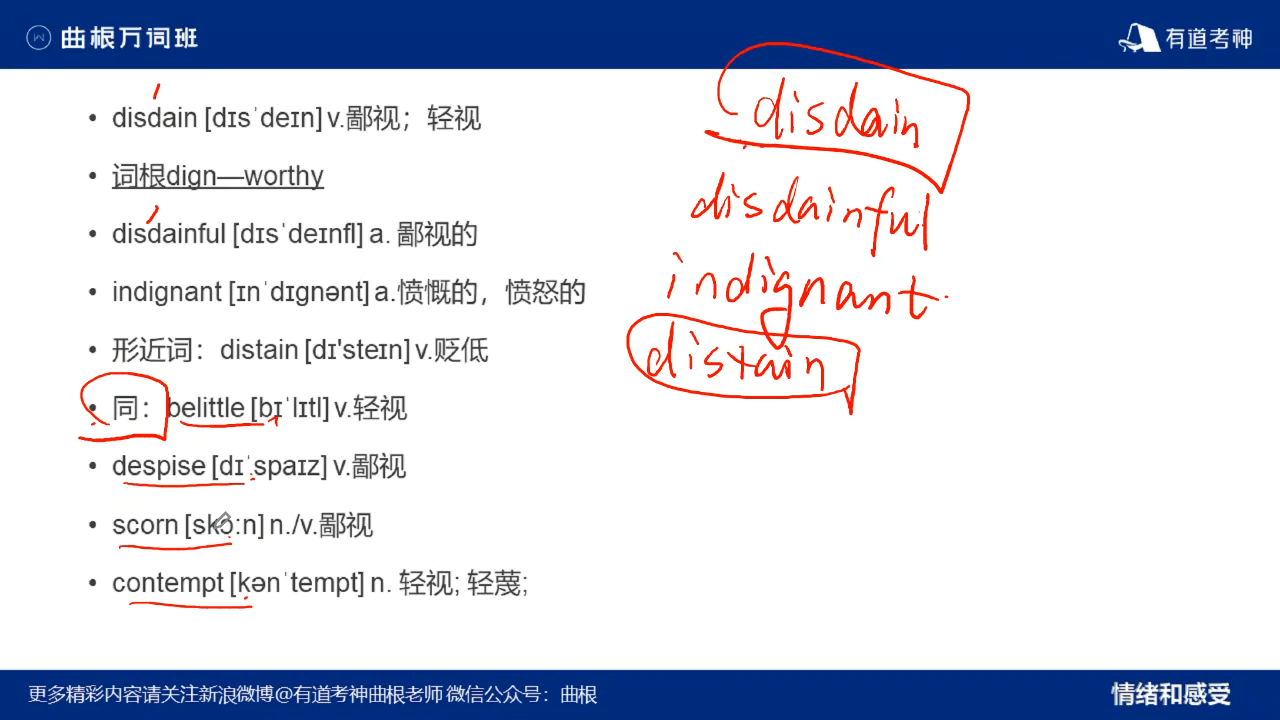 曲根万词班
有道考神
• disdain [dɪsˈdeɪn] v.鄙视；轻视
• 词根dign—worthy
• disdainful [dɪsˈdeɪnfl] a. 鄙视的
• indignant [ɪnˈdɪgnənt] a.愤慨的，愤怒的
• 形近词：distain [dɪ'steɪn] v.贬低
• 同：belittle [bɪˈlɪtl] v.轻视
• despise [dɪˈspaɪz] v.鄙视
• scorn [skɔːn] n./v.鄙视
• contempt [kənˈtempt] n. 轻视; 轻蔑;
disdain
disdainful
indignant
distain
更多精彩内容请关注新浪微博@有道考神曲根老师 微信公众号：曲根
情绪和感受